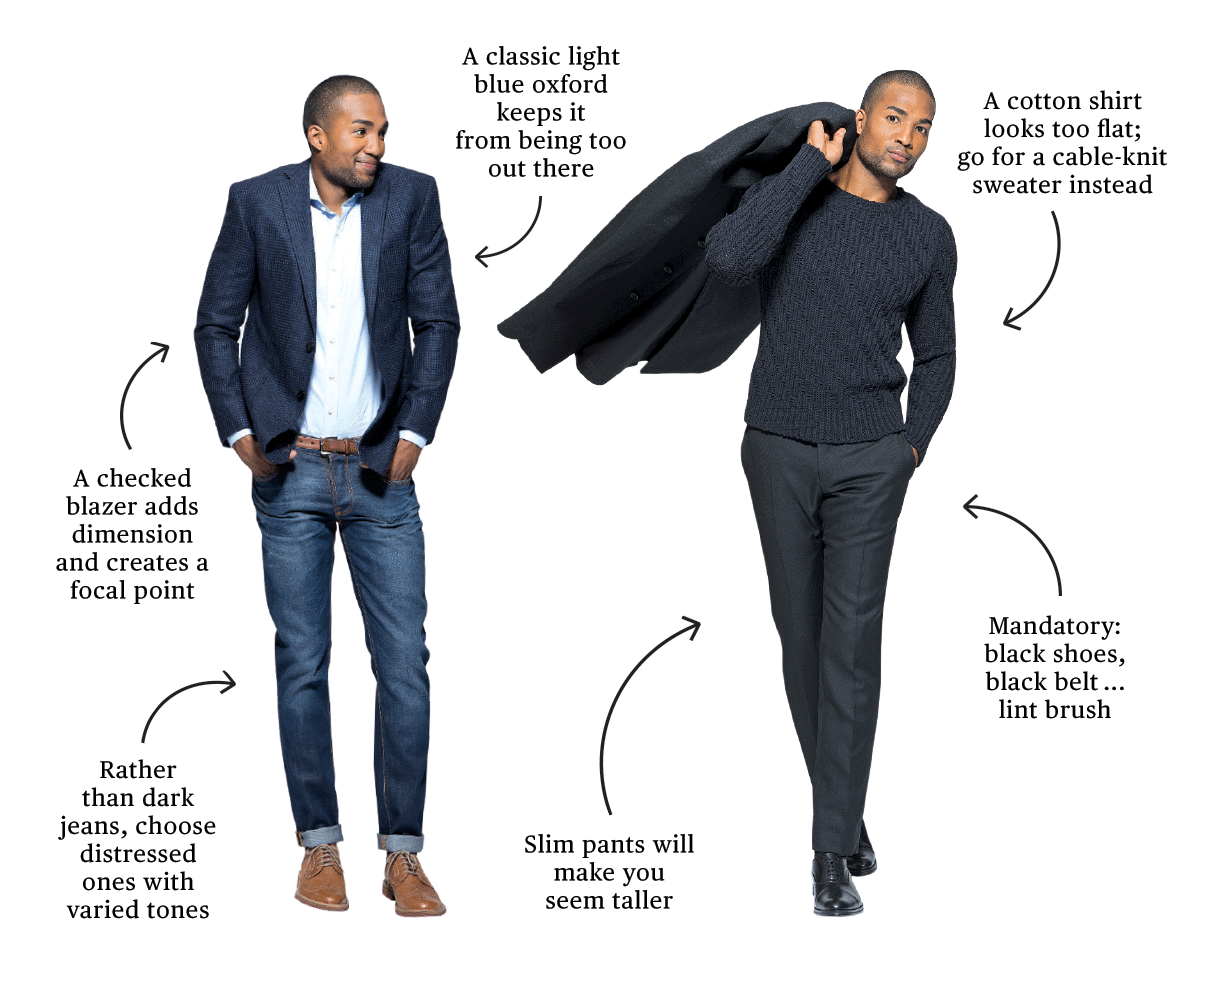 A classic light
blue oxford
keeps it
from being too
out there
A cotton shirt
looks too flat;
go for a cable-knit
sweater instead
A checked
blazer adds
dimension
and creates a
focal point
Mandatory:
black shoes,
black belt ...
lint brush
Rather
than dark
jeans, choose
distressed
ones with
varied tones
Slim pants will
make you
seem taller